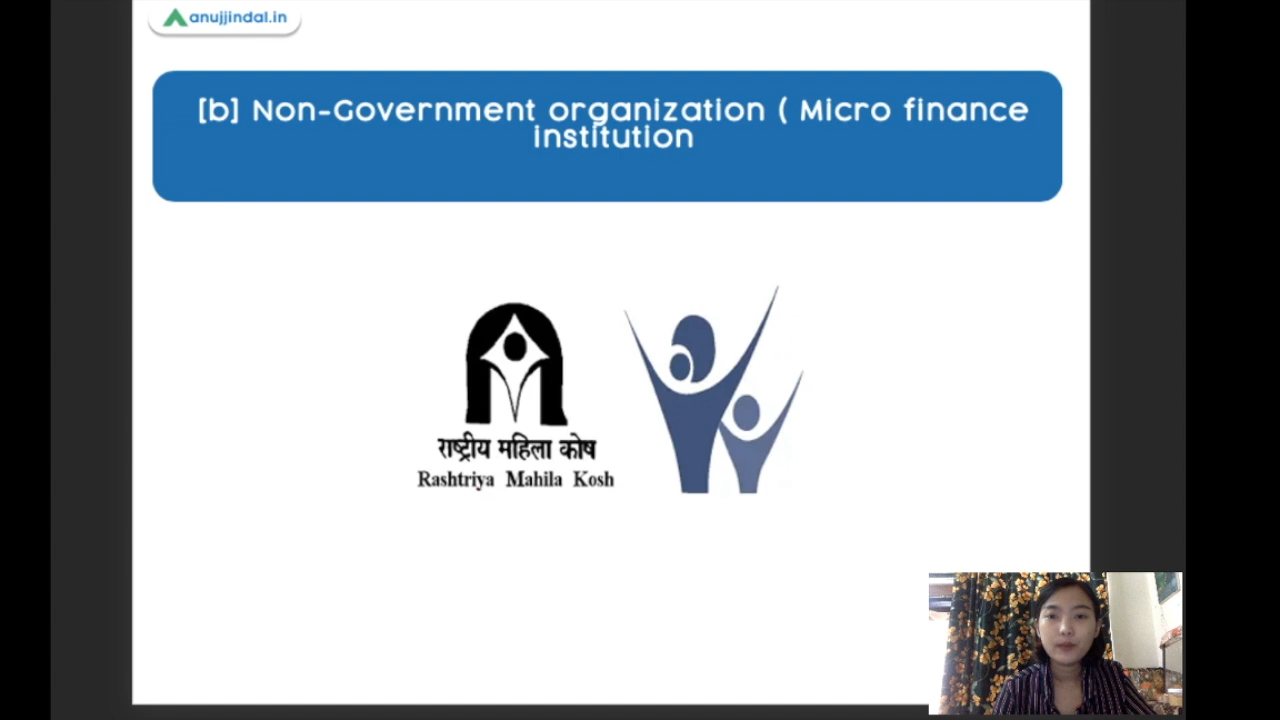 anujjindal.in
[b] Non-Government organization ( Micro finance
institution
राष्ट्रीय महिला कोष
Rashtriya Mahila Kosh